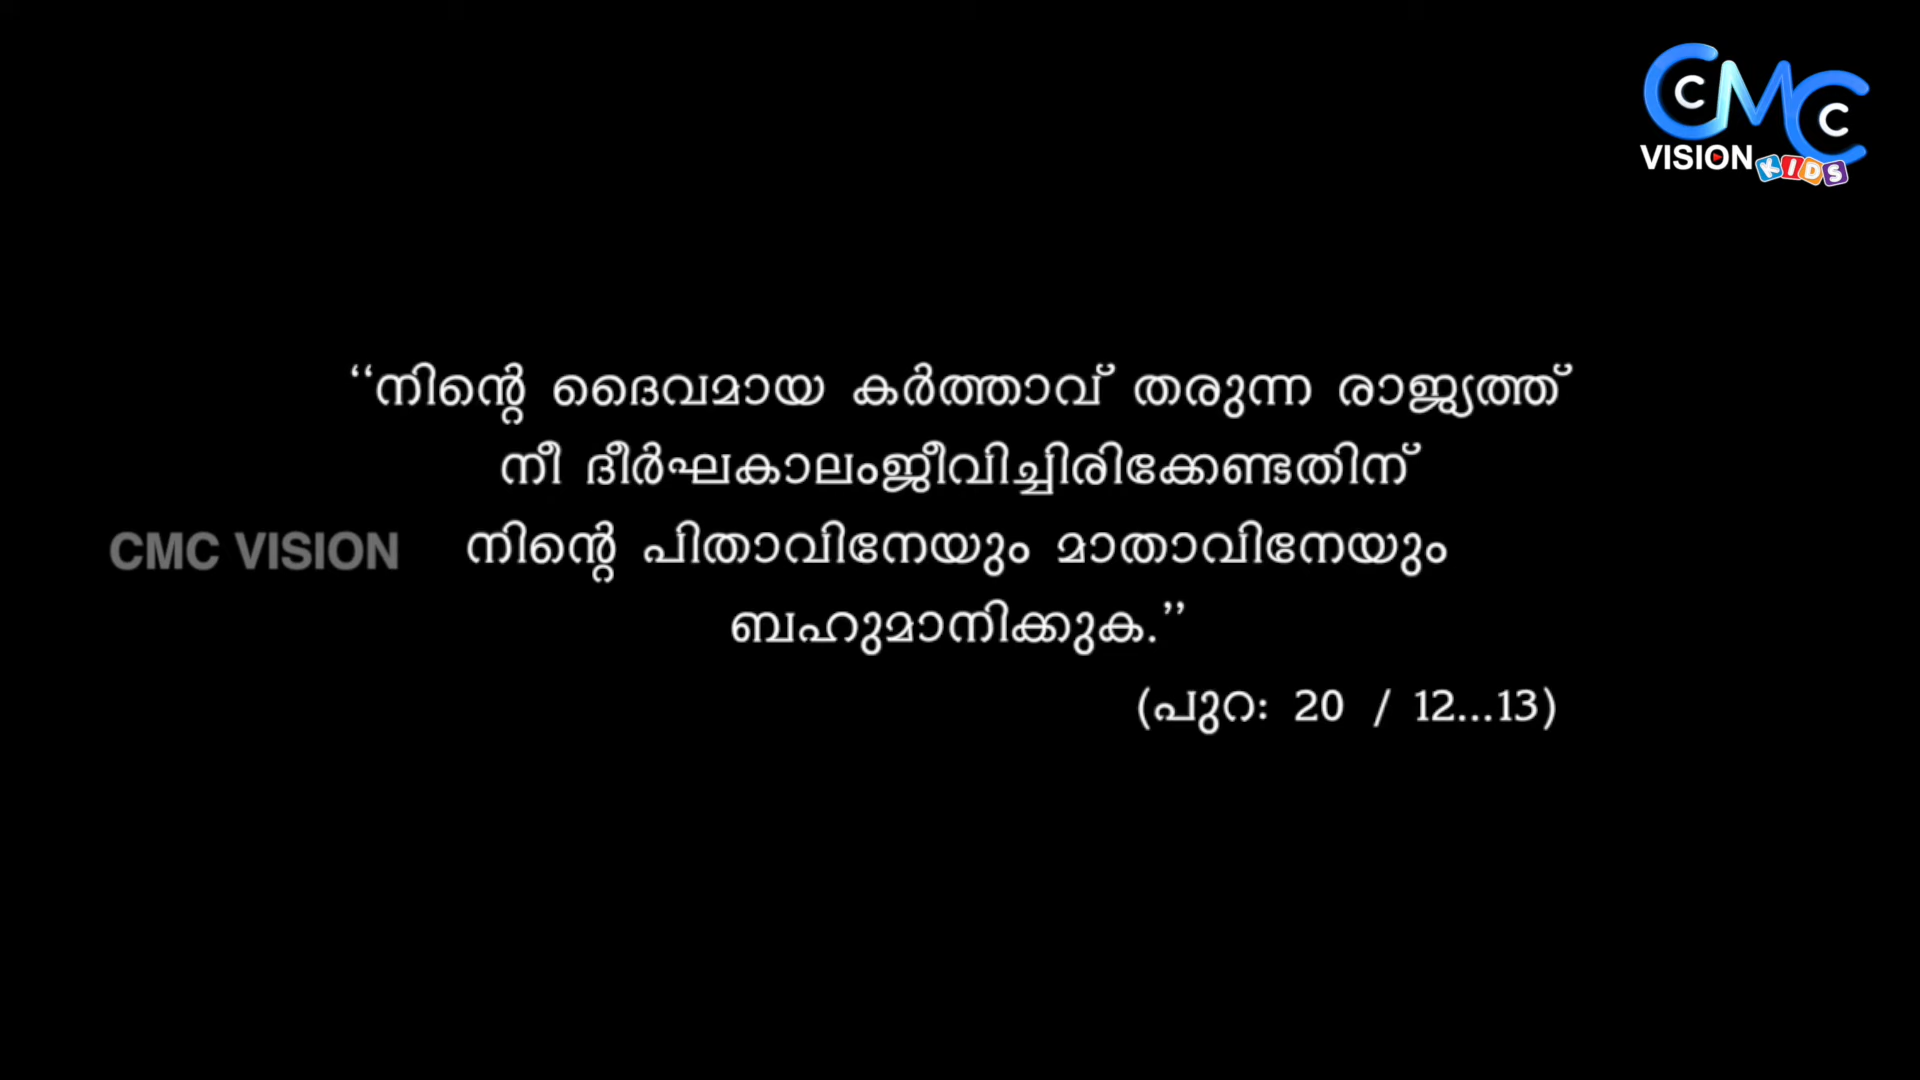 CMC
C C
VISION KIDS
‘‘നിന്റെ ദൈവമായ കർത്താവ് തരുന്ന രാജ്യത്ത്
നീ ദീർഘകാലംജീവിച്ചിരിക്കേണ്ടതിന്
CMC VISION
നിന്റെ പിതാവിനേയും മാതാവിനേയും
ബഹുമാനിക്കുക.’’
(പുറ: 20 / 12...13)